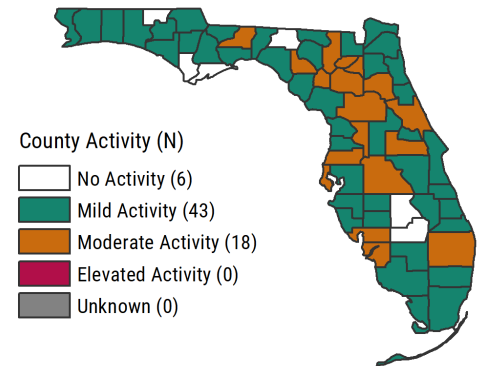 County Activity (N)
No Activity (6)
Mild Activity (43)
Moderate Activity (18)
Elevated Activity (0)
Unknown (0)